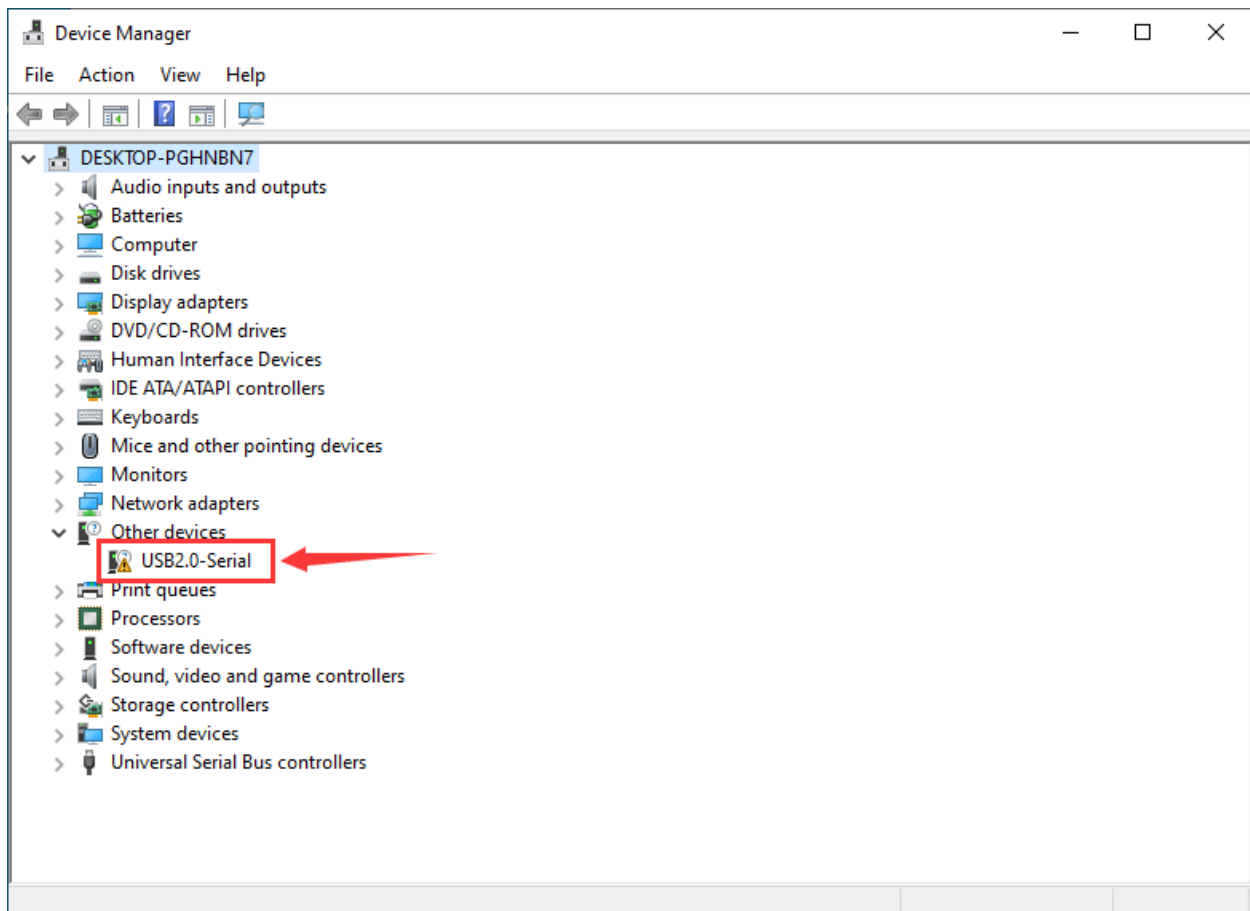 Device Manager
File Action View Help
DESKTOP-PGHNBN7
Audio inputs and outputs
Batteries
Computer
Disk drives
Display adapters
DVD/CD-ROM drives
Human Interface Devices
IDE ATA/ATAPI controllers
Keyboards
Mice and other pointing devices
Monitors
Network adapters
Other devices
USB2.0-Serial
Print queues
Processors
Software devices
Sound, video and game controllers
Storage controllers
System devices
Universal Serial Bus controllers